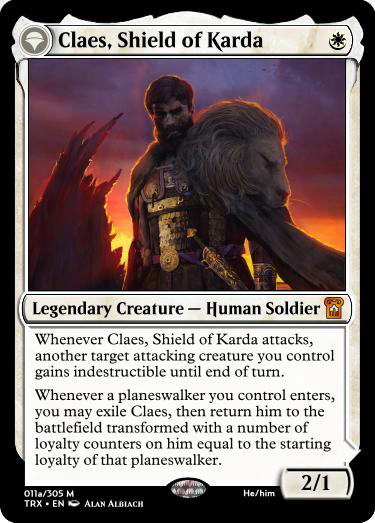 Claes, Shield of Karda
Legendary Creature — Human Soldier
Whenever Claes, Shield of Karda attacks,
another target attacking creature you control
gains indestructible until end of turn.
Whenever a planeswalker you control enters,
you may exile Claes, then return him to the
battlefield transformed with a number of
loyalty counters on him equal to the starting
loyalty of that planeswalker.
2/1
011a/305 M
He/him
TRX • EN Alan Albiach